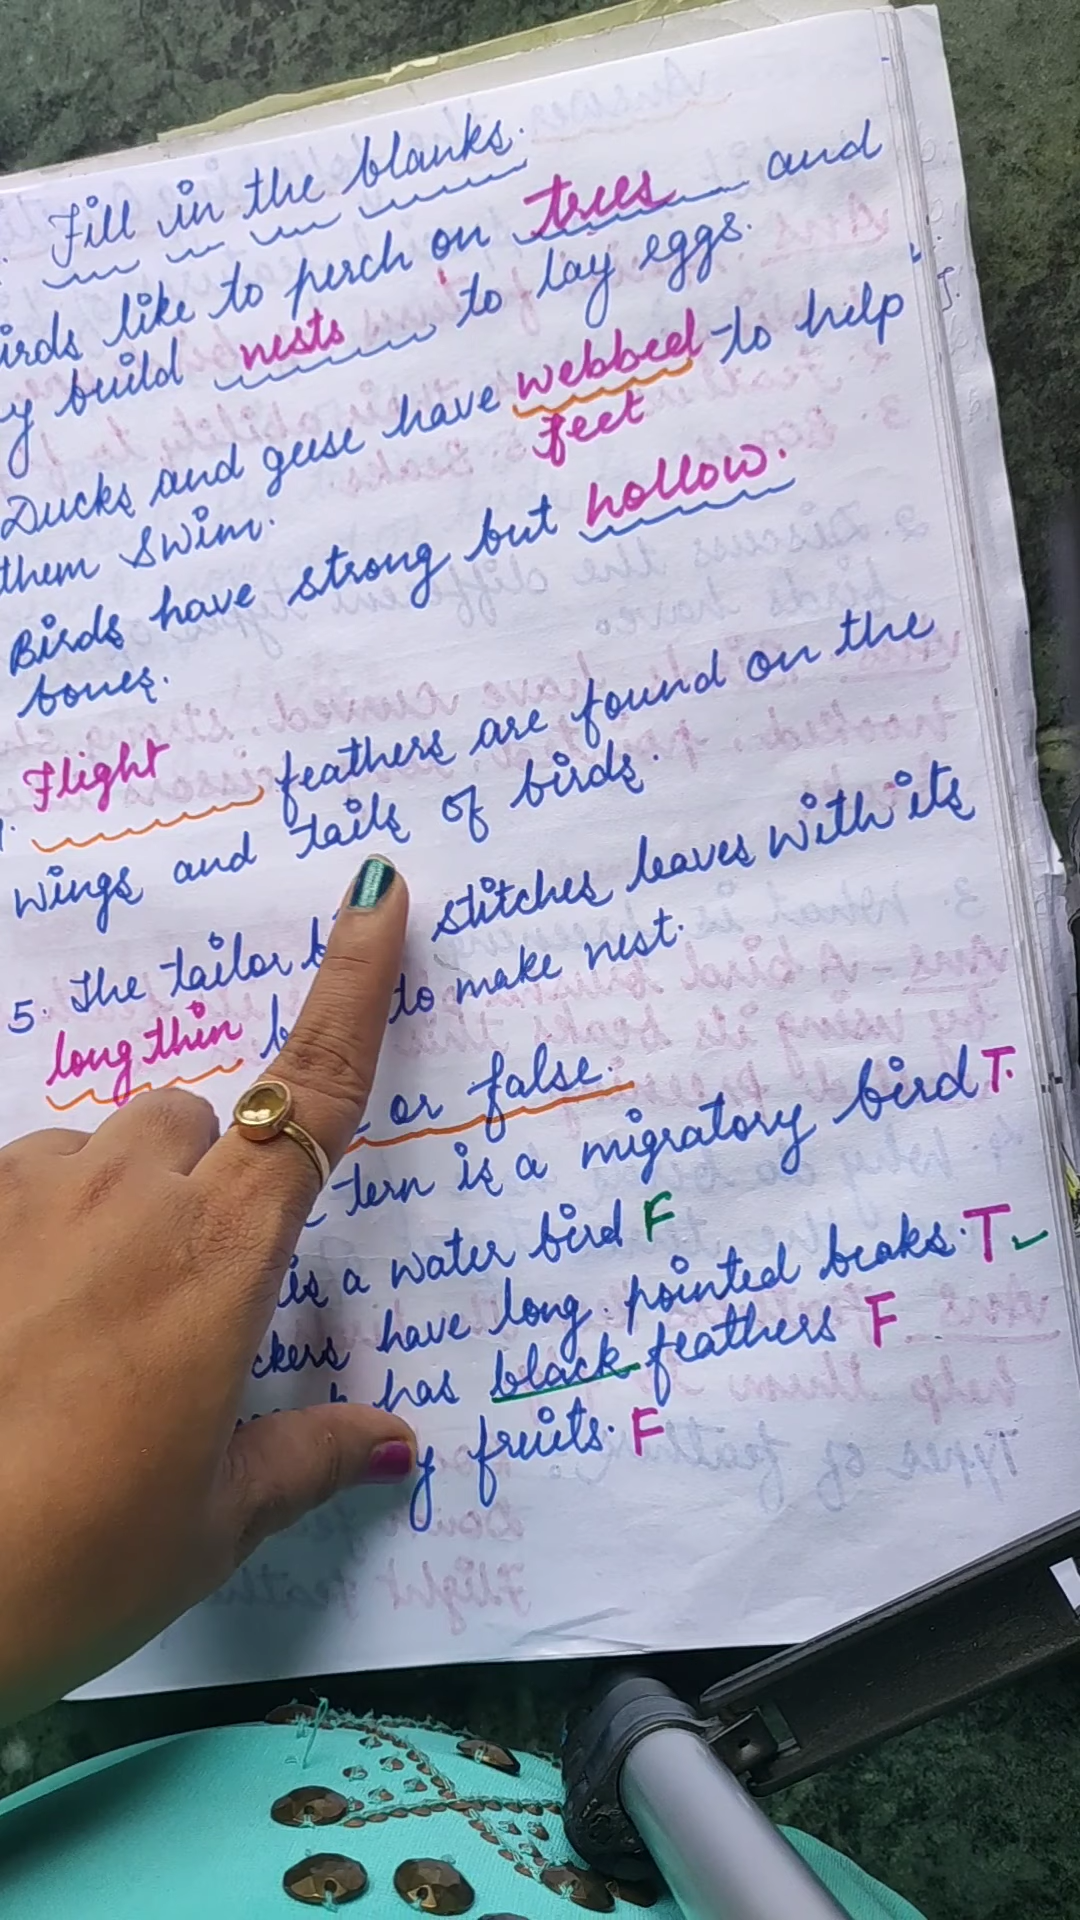 Fill in the blanks.
irds like to perch on trees and
y build nests to lay eggs.
Ducks and geese have webbed to help
feet
them swim.
Birds have strong but hollow.
bones.
Flight feathers are found on the
wings and tails of birds.
5. The tailor b stitches leaves with its
long thin b to make nest.
or false.
tern is a migratory bird T.
is a water bird F
ckers have long. pointed beaks. T
has black feathers F
y fruits. F